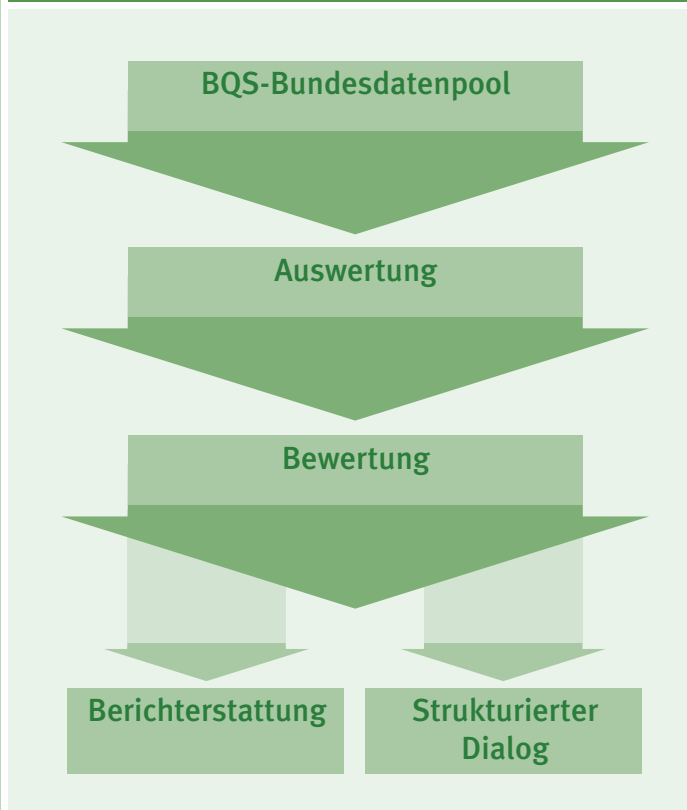 BQS-Bundesdatenpool
Auswertung
Bewertung
Berichterstattung
Strukturierter
Dialog